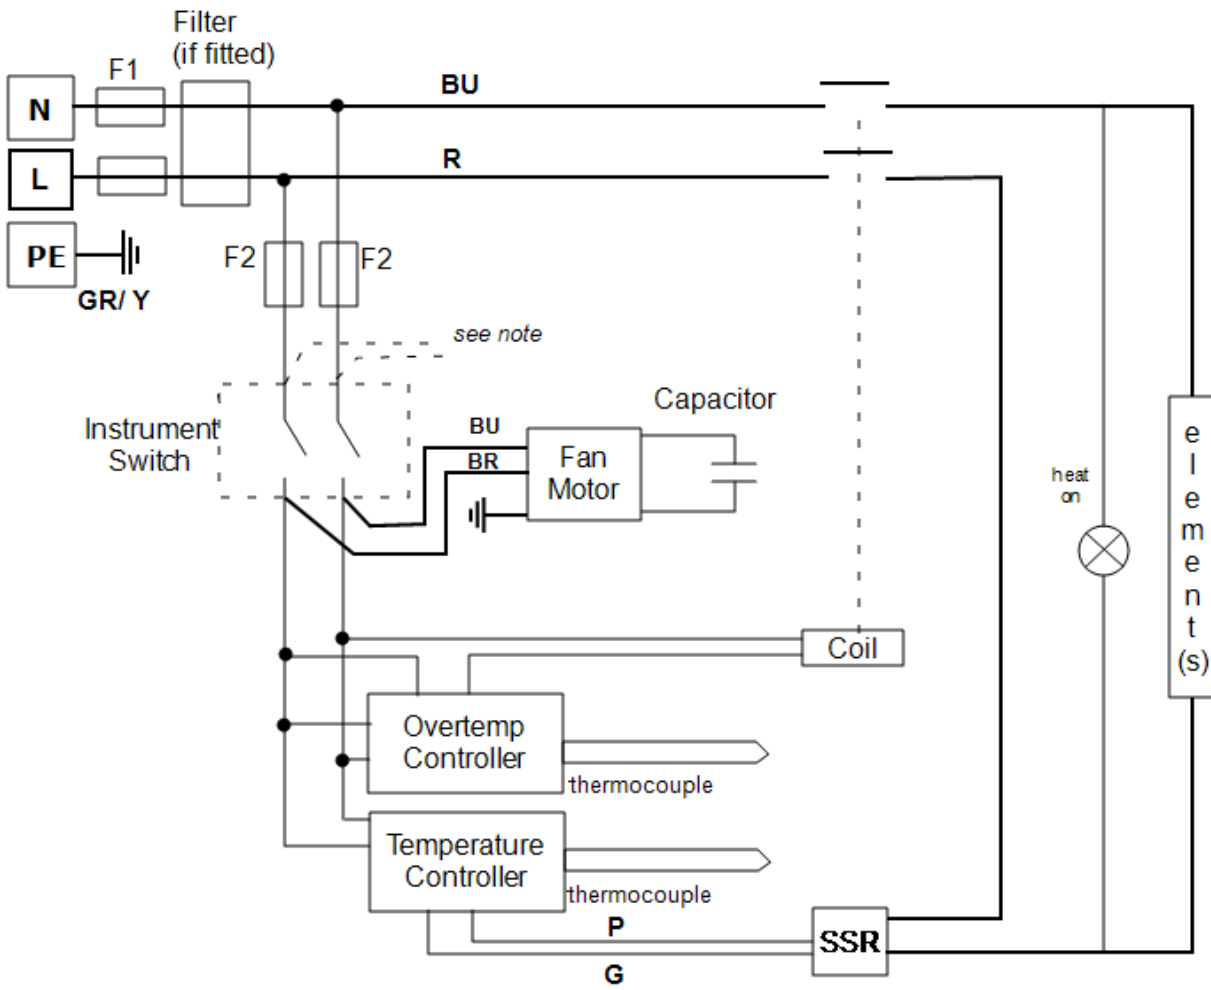 Filter
(if fitted)
F1
N
BU
L
R
PE
GR/ Y
F2
F2
see note
Instrument
Switch
Capacitor
BU
BR
Fan
Motor
heat
on
e
l
e
m
e
n
t
(s)
Coil
Overtemp
Controller
thermocouple
Temperature
Controller
thermocouple
P
G
SSR